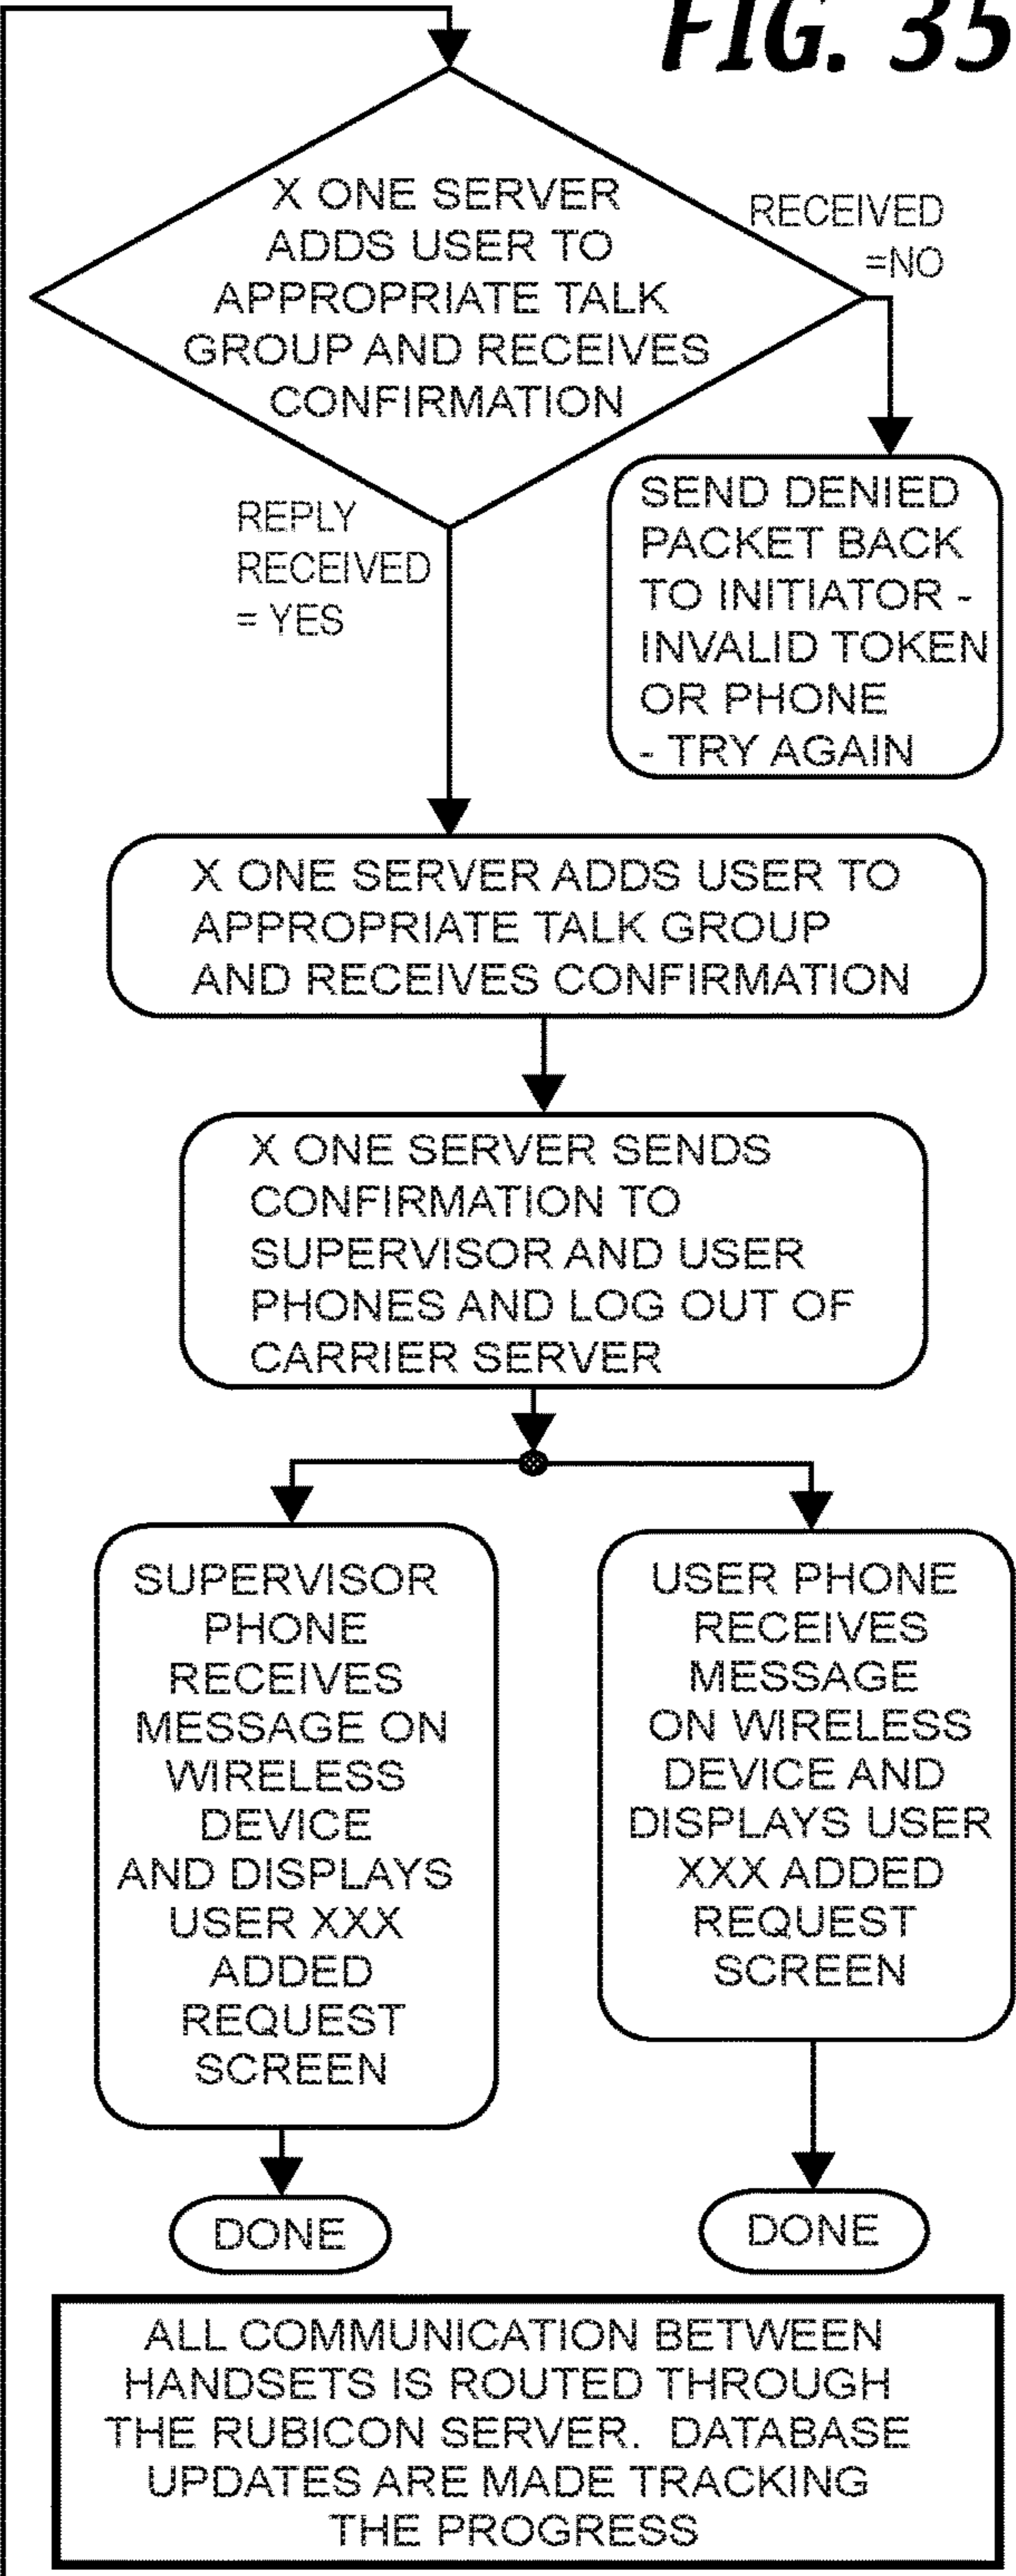 FIG. 35
X ONE SERVER
ADDS USER TO
APPROPRIATE TALK
GROUP AND RECEIVES
CONFIRMATION
RECEIVED
=NO
REPLY
RECEIVED
= YES
SEND DENIED
PACKET BACK
TO INITIATOR -
INVALID TOKEN
OR PHONE
- TRY AGAIN
X ONE SERVER ADDS USER TO
APPROPRIATE TALK GROUP
AND RECEIVES CONFIRMATION
X ONE SERVER SENDS
CONFIRMATION TO
SUPERVISOR AND USER
PHONES AND LOG OUT OF
CARRIER SERVER
SUPERVISOR
PHONE
RECEIVES
MESSAGE ON
WIRELESS
DEVICE
AND DISPLAYS
USER XXX
ADDED
REQUEST
SCREEN
USER PHONE
RECEIVES
MESSAGE
ON WIRELESS
DEVICE AND
DISPLAYS USER
XXX ADDED
REQUEST
SCREEN
DONE
DONE
ALL COMMUNICATION BETWEEN
HANDSETS IS ROUTED THROUGH
THE RUBICON SERVER. DATABASE
UPDATES ARE MADE TRACKING
THE PROGRESS